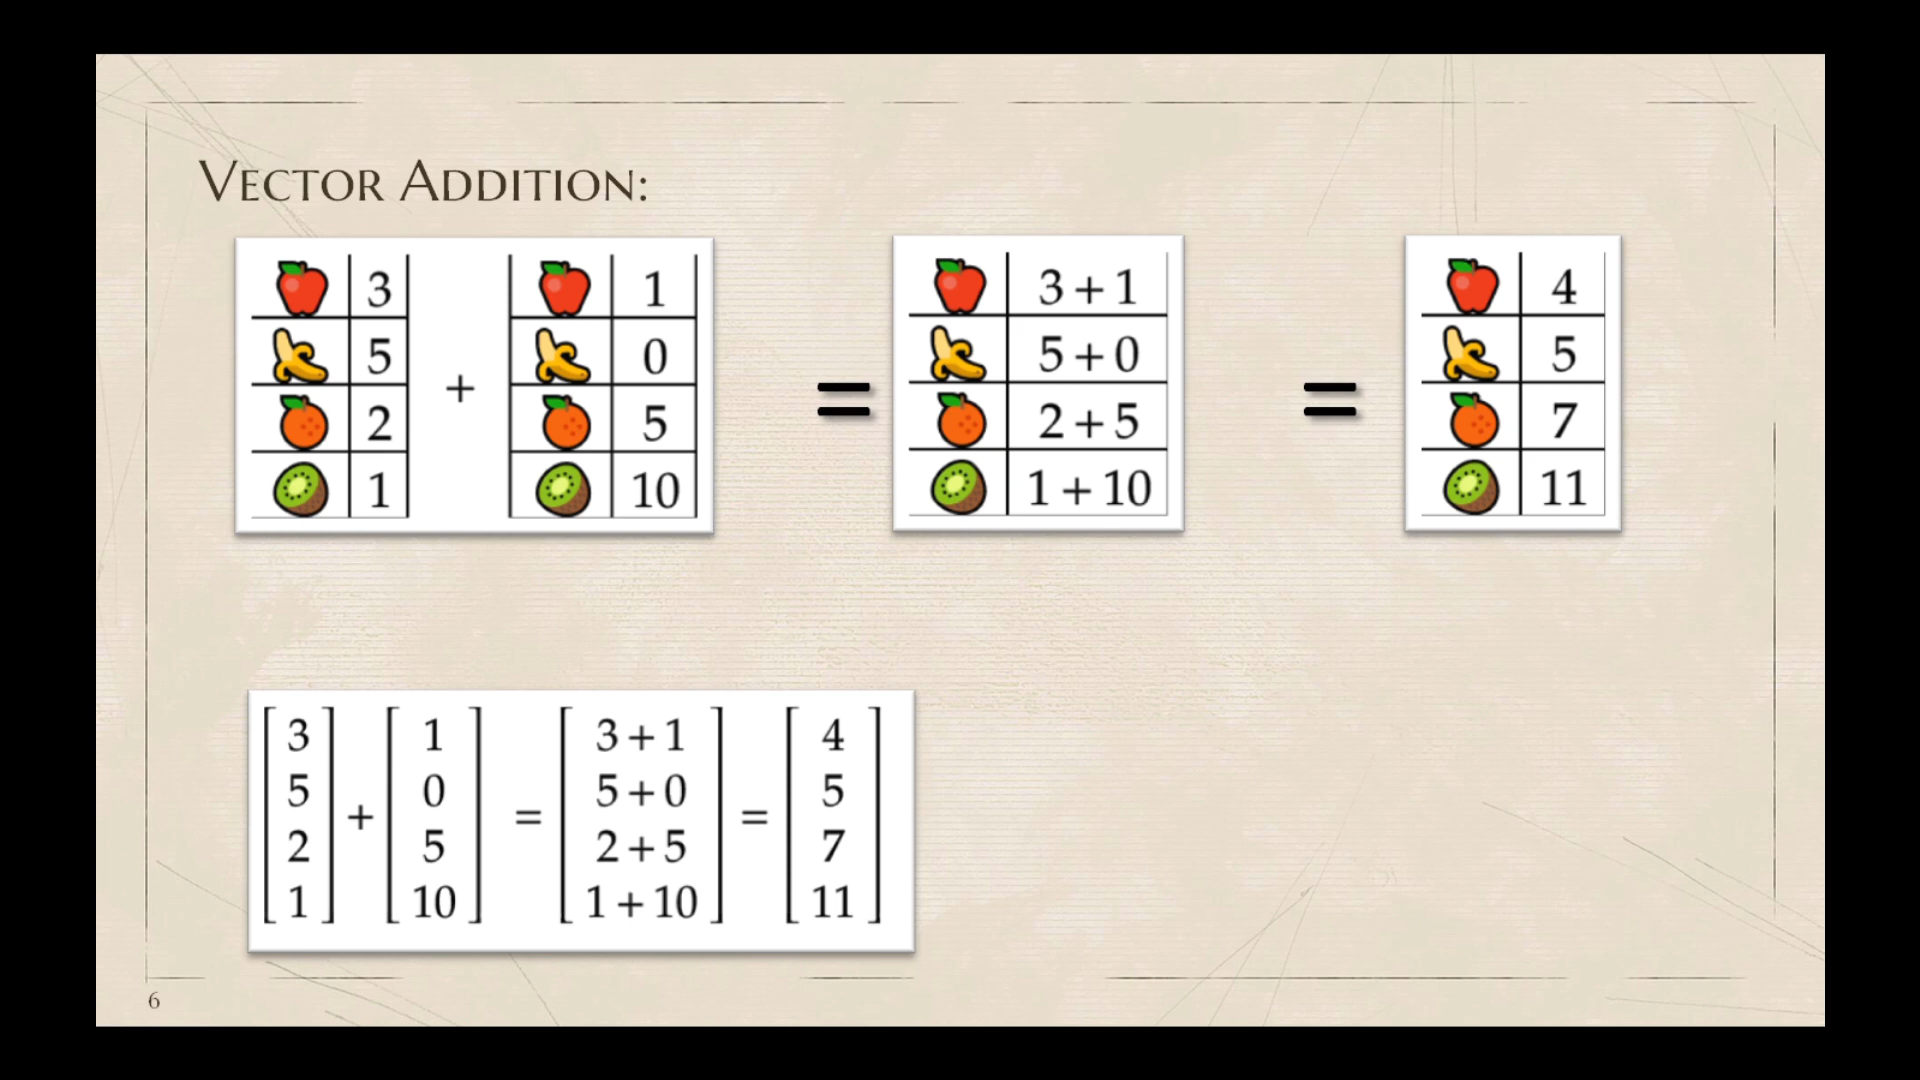 VECTOR ADDITION:
3 1 3 + 1 4
5 0 5 + 0 5
+ = =
2 5 2 + 5 7
1 10 1 + 10 11
3 1 3 + 1 4
5 0 5 + 0 5
+ = =
2 5 2 + 5 7
1 10 1 + 10 11
6